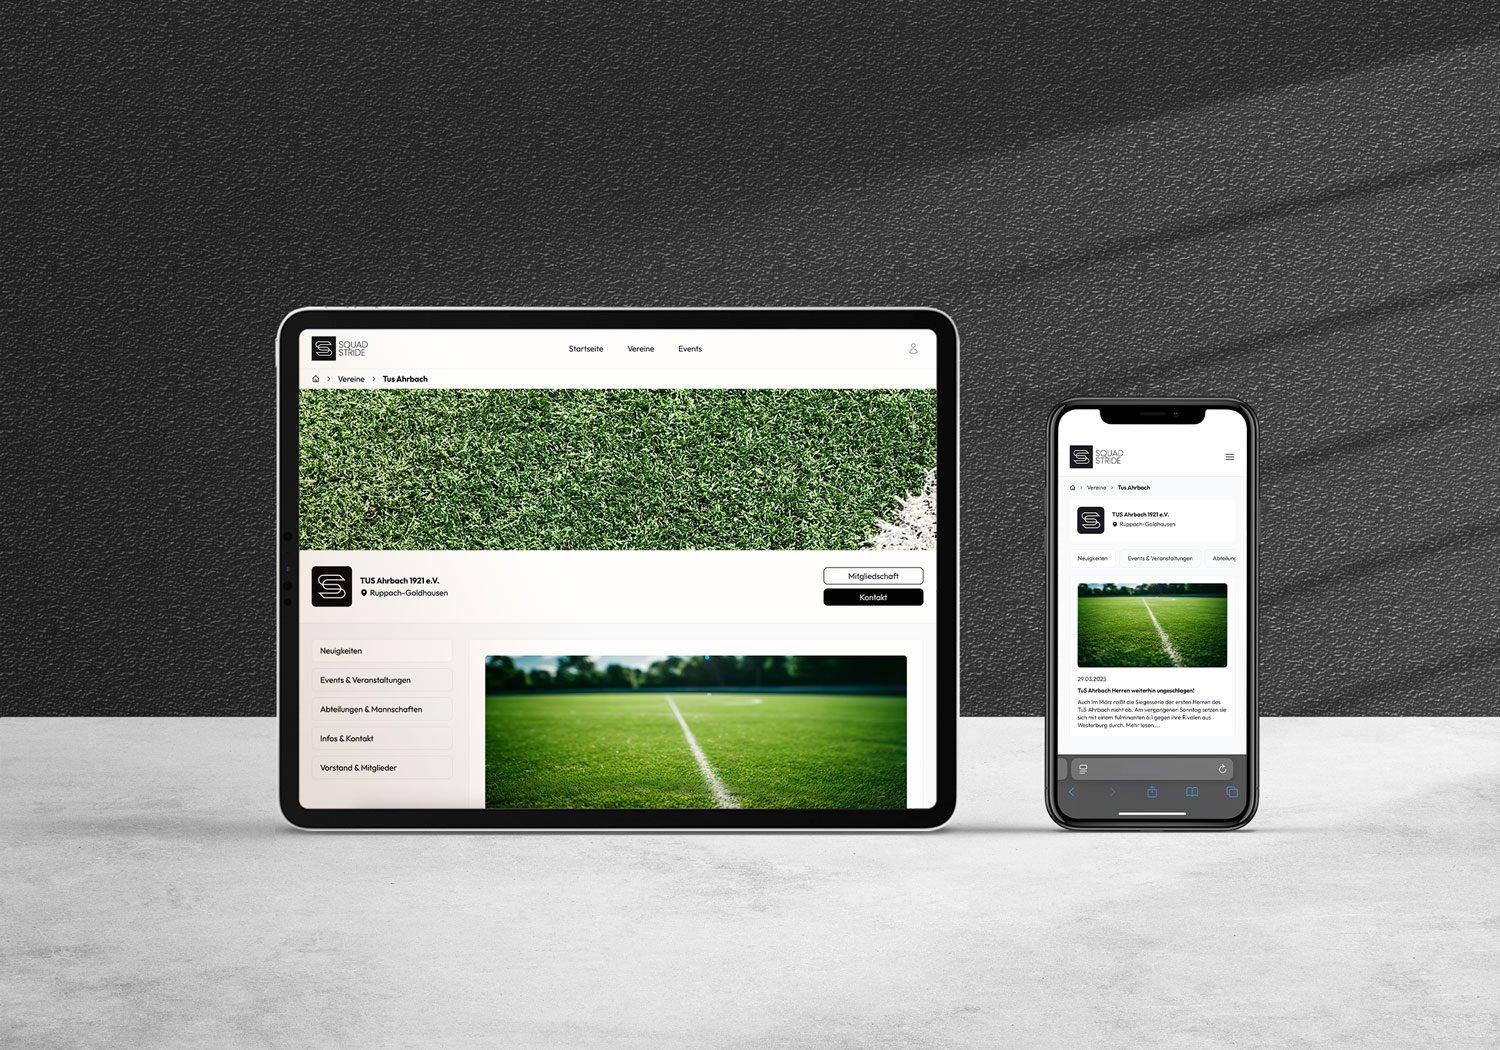 SQUAD
STRIDE
Startseite
Vereine
Events
Vereine
Tus Ahrbach
TUS Ahrbach 1921 e.V.
Ruppach-Goldhausen
Mitgliedschaft
Kontakt
Neuigkeiten
Events & Veranstaltungen
Abteilungen & Mannschaften
Infos & Kontakt
Vorstand & Mitglieder
SQUAD
STRIDE
Vereine
Tus Ahrbach
TUS Ahrbach 1921 e.V.
Ruppach-Goldhausen
Neuigkeiten
Events & Veranstaltungen
Abteilung
29.03.2025
TuS Ahrbach Herren weiterhin ungeschlagen!
Auch im März reißt die Siegesserie der ersten Herren des
TuS Ahrbach nicht ab. Am vergangenen Sonntag setzen sie
sich mit einem fulminanten 6:1 gegen ihre Rivalen aus
Westerburg durch. Mehr lesen ...